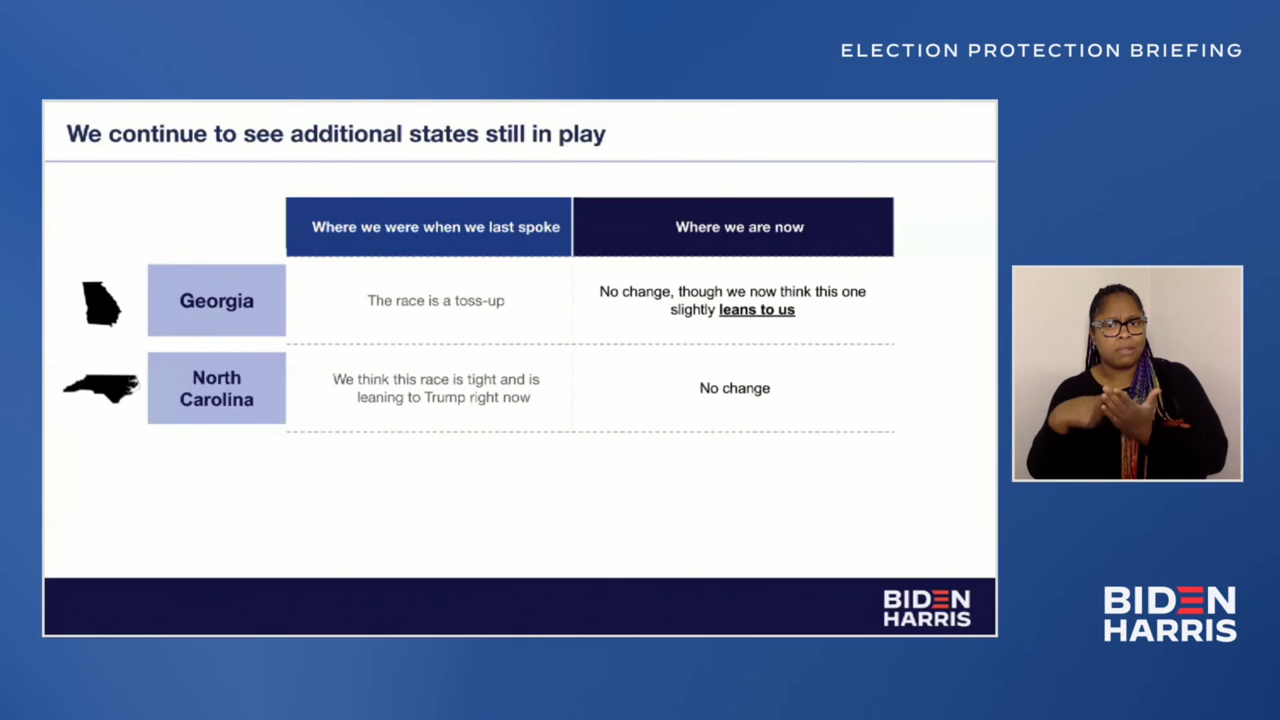 ELECTION PROTECTION BRIEFING
We continue to see additional states still in play
Where we were when we last spoke
Where we are now
Georgia
The race is a toss-up
No change, though we now think this one
slightly leans to us
North
Carolina
We think this race is tight and is
leaning to Trump right now
No change
BIDEN
HARRIS
BIDEN
HARRIS